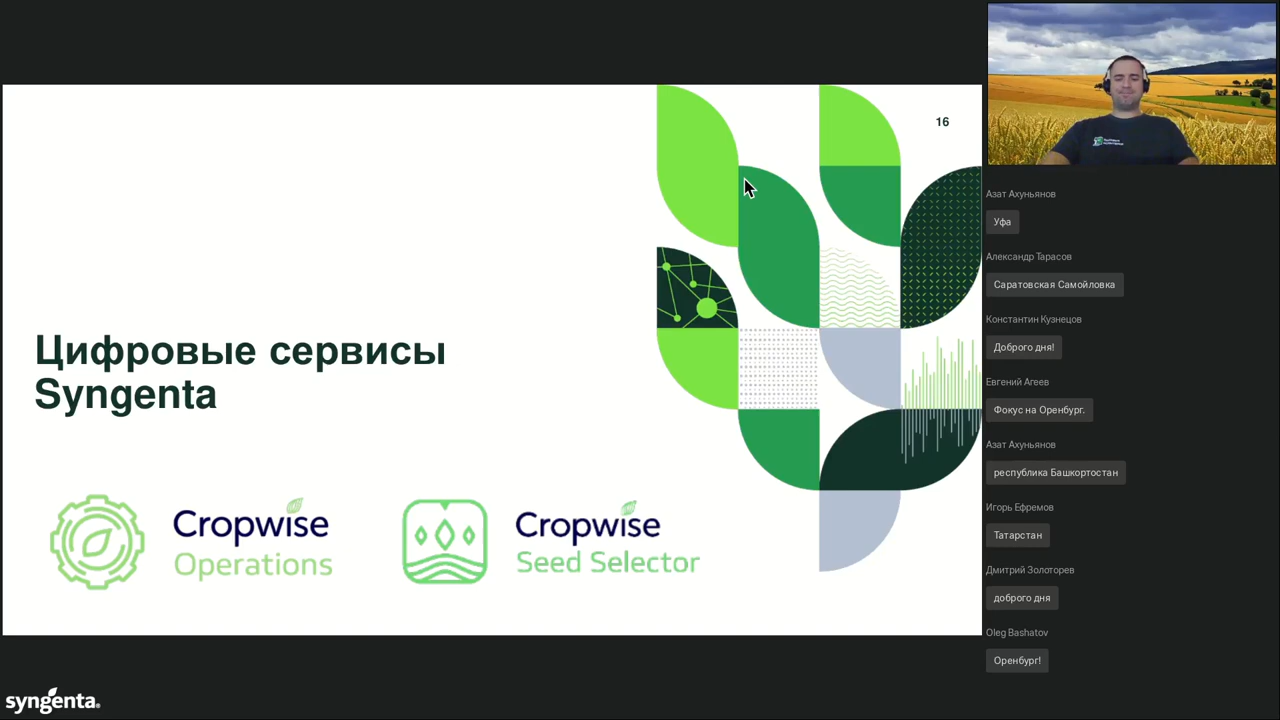 16
Цифровые сервисы
Syngenta
Cropwise
Operations
Cropwise
Seed Selector
syngenta.
Азат Ахуньянов
Уфа
Александр Тарасов
Саратовская Самойловка
Константин Кузнецов
Доброго дня!
Евгений Агеев
Фокус на Оренбург.
Азат Ахуньянов
республика Башкортостан
Игорь Ефремов
Татарстан
Дмитрий Золоторев
доброго дня
Oleg Bashatov
Оренбург!